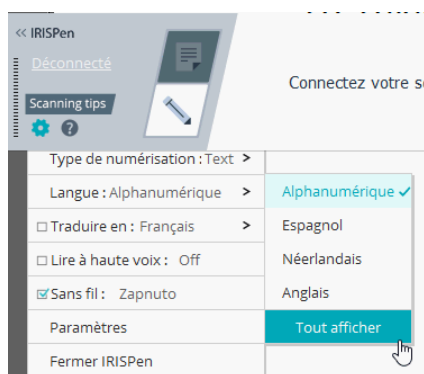 << IRISPen
Déconnecté
Scanning tips
Connectez votre s
Type de numérisation : Text >
Langue : Alphanumérique >
Traduire en : Français >
Lire à haute voix : Off
Sans fil : Zapnuto
Paramètres
Fermer IRISPen
Alphanumérique ✓
Espagnol
Néerlandais
Anglais
Tout afficher